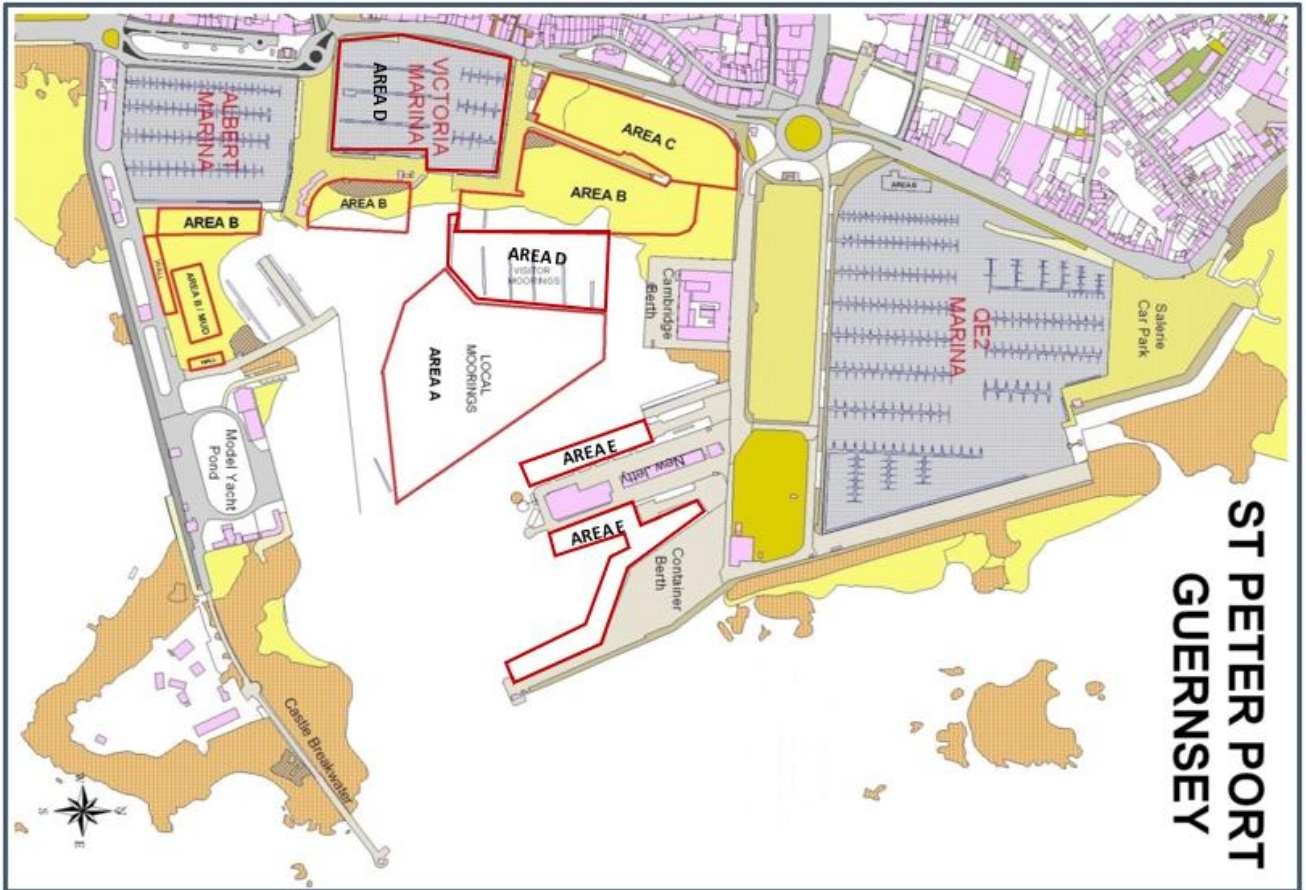 ST PETER PORT
GUERNSEY
VICTORIA
MARINA
AREA D
ALBERT
MARINA
AREA C
AREA B
AREA B
AREA B
AREA B
AREA B / MUD
WALL
AREA D
VISITOR
MOORINGS
LOCAL
MOORINGS
AREA A
Cambridge
Berth
QE2
MARINA
Salerie
Car Park
AREA E
New Jetty
AREA E
Container
Berth
Model Yacht
Pond
Castle Breakwater
N
S
E